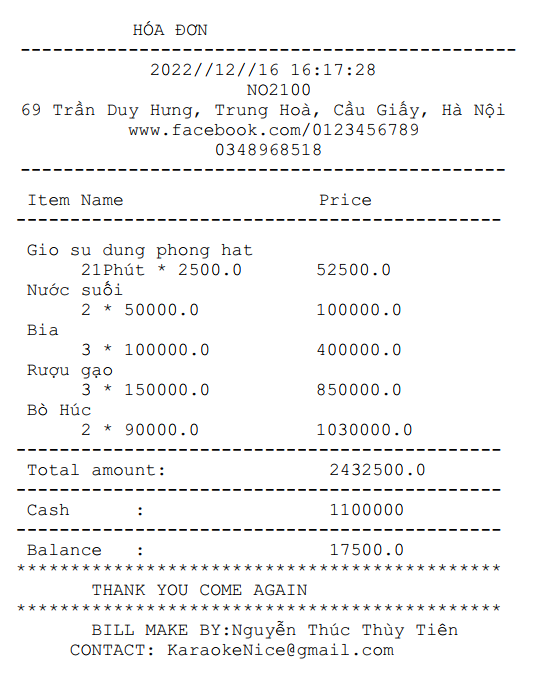 HÓA ĐƠN
----------------------------------------------
2022//12//16 16:17:28
NO2100
69 Trần Duy Hưng, Trung Hoà, Cầu Giấy, Hà Nội
www.facebook.com/0123456789
0348968518
---------------------------------------------
Item Name Price
---------------------------------------------
Gio su dung phong hat
21Phút * 2500.0 52500.0
Nước suối
2 * 50000.0 100000.0
Bia
3 * 100000.0 400000.0
Rượu gạo
3 * 150000.0 850000.0
Bò Húc
2 * 90000.0 1030000.0
---------------------------------------------
Total amount: 2432500.0
---------------------------------------------
Cash : 1100000
---------------------------------------------
Balance : 17500.0
*********************************************
THANK YOU COME AGAIN
*********************************************
BILL MAKE BY:Nguyễn Thúc Thùy Tiên
CONTACT: KaraokeNice@gmail.com